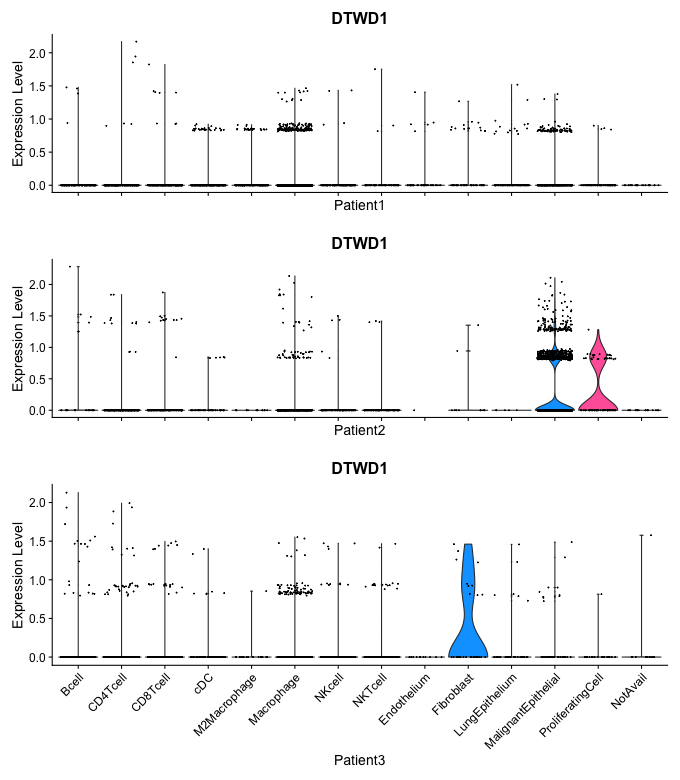 DTWD1
Expression Level
2.0
1.5
1.0
0.5
0.0
Patient1
DTWD1
Expression Level
2.0
1.5
1.0
0.5
0.0
Patient2
DTWD1
Expression Level
2.0
1.5
1.0
0.5
0.0
Bcell
CD4Tcell
CD8Tcell
cDC
M2Macrophage
Macrophage
NKcell
NKTcell
Endothelium
Fibroblast
LungEpithelium
MalignantEpithelial
ProliferatingCell
NotAvail
Patient3